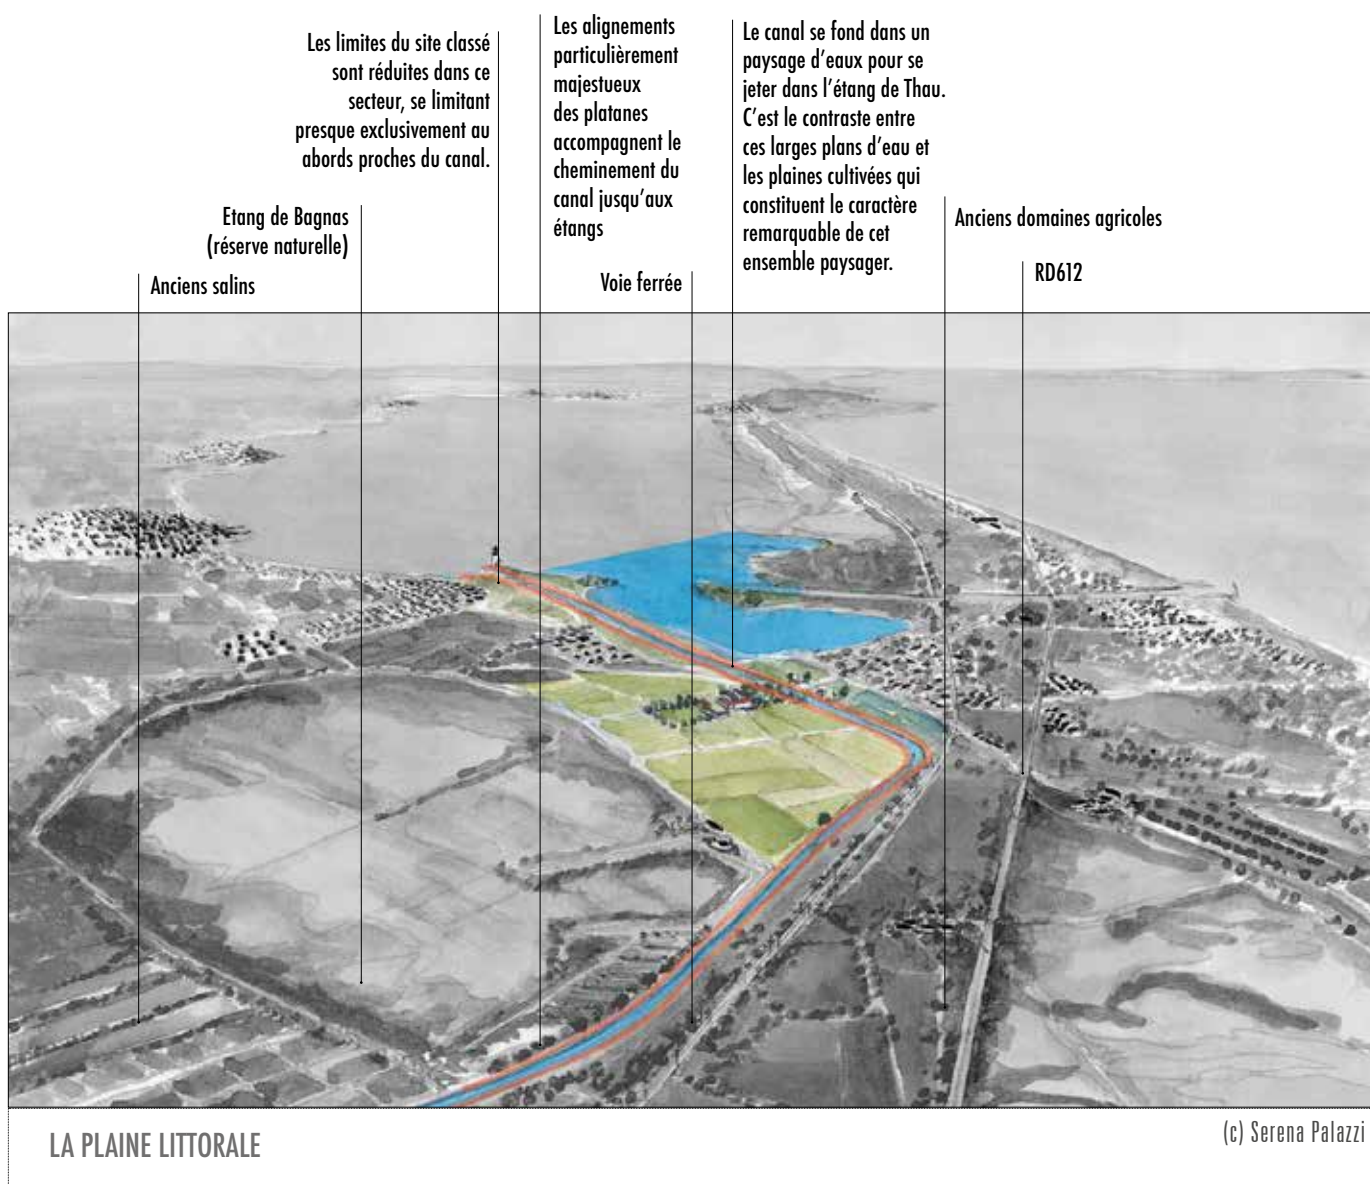 Les limites du site classé
sont réduites dans ce
secteur, se limitant
presque exclusivement au
abords proches du canal.
Les alignements
particulièrement
majestueux
des platanes
accompagnent le
cheminement du
canal jusqu'aux
étangs
Le canal se fond dans un
paysage d'eaux pour se
jeter dans l'étang de Thau.
C'est le contraste entre
ces larges plans d'eau et
les plaines cultivées qui
constituent le caractère
remarquable de cet
ensemble paysager.
Etang de Bagnas
(réserve naturelle)
Anciens domaines agricoles
Anciens salins
Voie ferrée
RD612
LA PLAINE LITTORALE
(c) Serena Palazzi